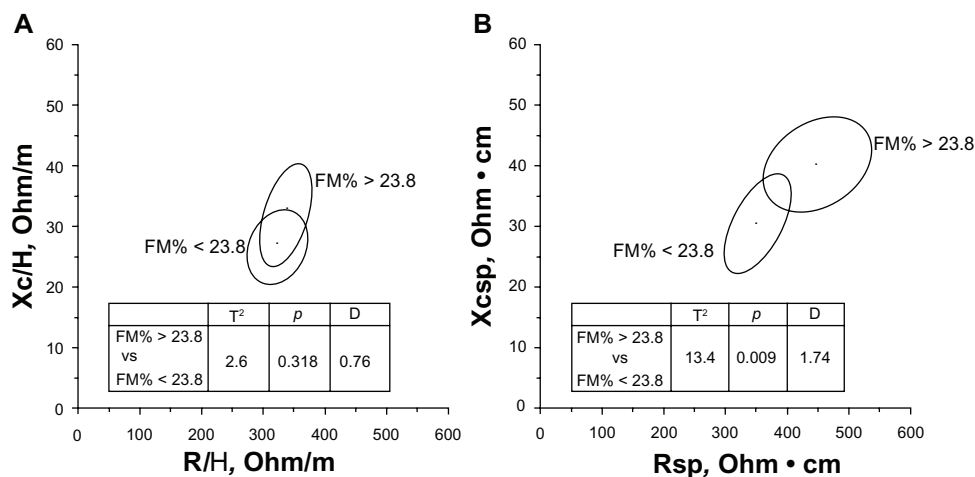 A
60
50
40
30
20
10
0
Xc/H, Ohm/m
FM% > 23.8
FM% < 23.8
T² p D
FM% > 23.8
vs
FM% < 23.8
2.6 0.318 0.76
0 100 200 300 400 500 600
R/H, Ohm/m
B
60
50
40
30
20
10
0
Xcsp, Ohm • cm
FM% > 23.8
FM% < 23.8
T² p D
FM% > 23.8
vs
FM% < 23.8
13.4 0.009 1.74
0 100 200 300 400 500 600
Rsp, Ohm • cm